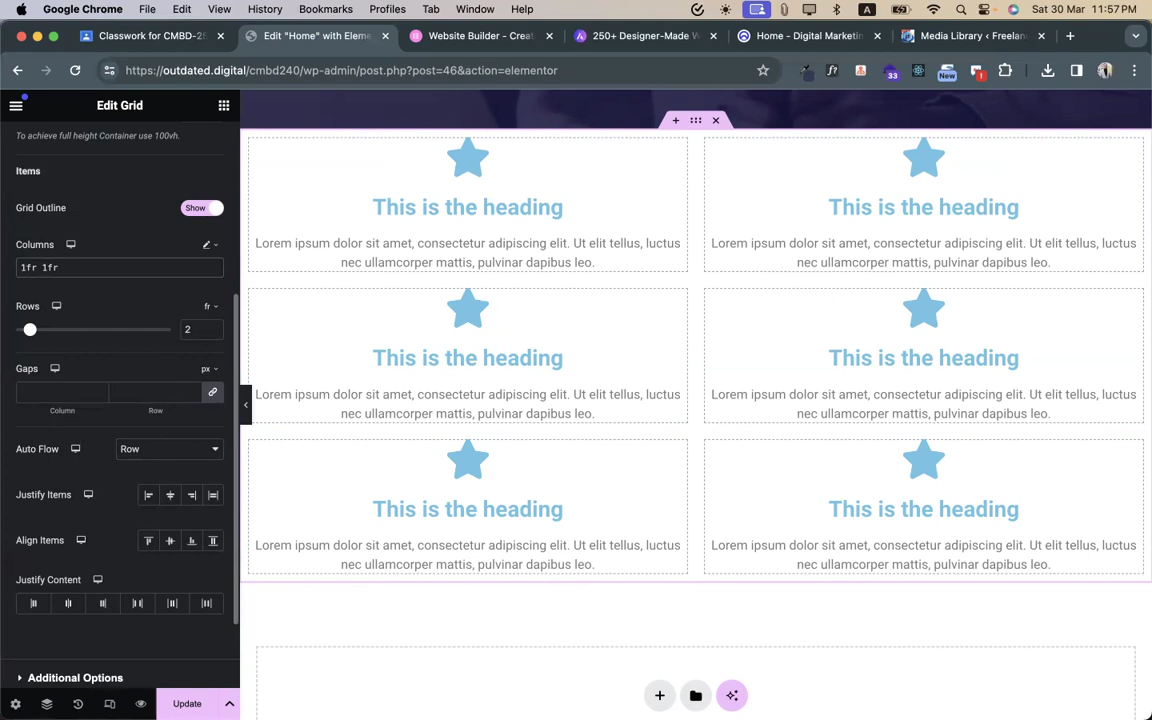 Chrome File Edit View History Bookmarks Profiles Tab Window Help
A
Sat 30 Mar 11:57 PM
Classwork for CMBD-25
Edit "Home" with Eleme
Website Builder - Creat
250+ Designer-Made W
Home - Digital Marketin
Media Library ‹ Freelan
https://outdated.digital/cmbd240/wp-admin/post.php?post=46&action=elementor
33
New
Edit Grid
To achieve full height Container use 100vh.
Items
Grid Outline
Show
Columns
1fr 1fr
Rows
fr
2
Gaps
px
Column
Row
Auto Flow
Row
Justify Items
Align Items
Justify Content
Additional Options
Update
This is the heading
Lorem ipsum dolor sit amet, consectetur adipiscing elit. Ut elit tellus, luctus
nec ullamcorper mattis, pulvinar dapibus leo.
This is the heading
Lorem ipsum dolor sit amet, consectetur adipiscing elit. Ut elit tellus, luctus
nec ullamcorper mattis, pulvinar dapibus leo.
This is the heading
Lorem ipsum dolor sit amet, consectetur adipiscing elit. Ut elit tellus, luctus
nec ullamcorper mattis, pulvinar dapibus leo.
This is the heading
Lorem ipsum dolor sit amet, consectetur adipiscing elit. Ut elit tellus, luctus
nec ullamcorper mattis, pulvinar dapibus leo.
This is the heading
Lorem ipsum dolor sit amet, consectetur adipiscing elit. Ut elit tellus, luctus
nec ullamcorper mattis, pulvinar dapibus leo.
This is the heading
Lorem ipsum dolor sit amet, consectetur adipiscing elit. Ut elit tellus, luctus
nec ullamcorper mattis, pulvinar dapibus leo.